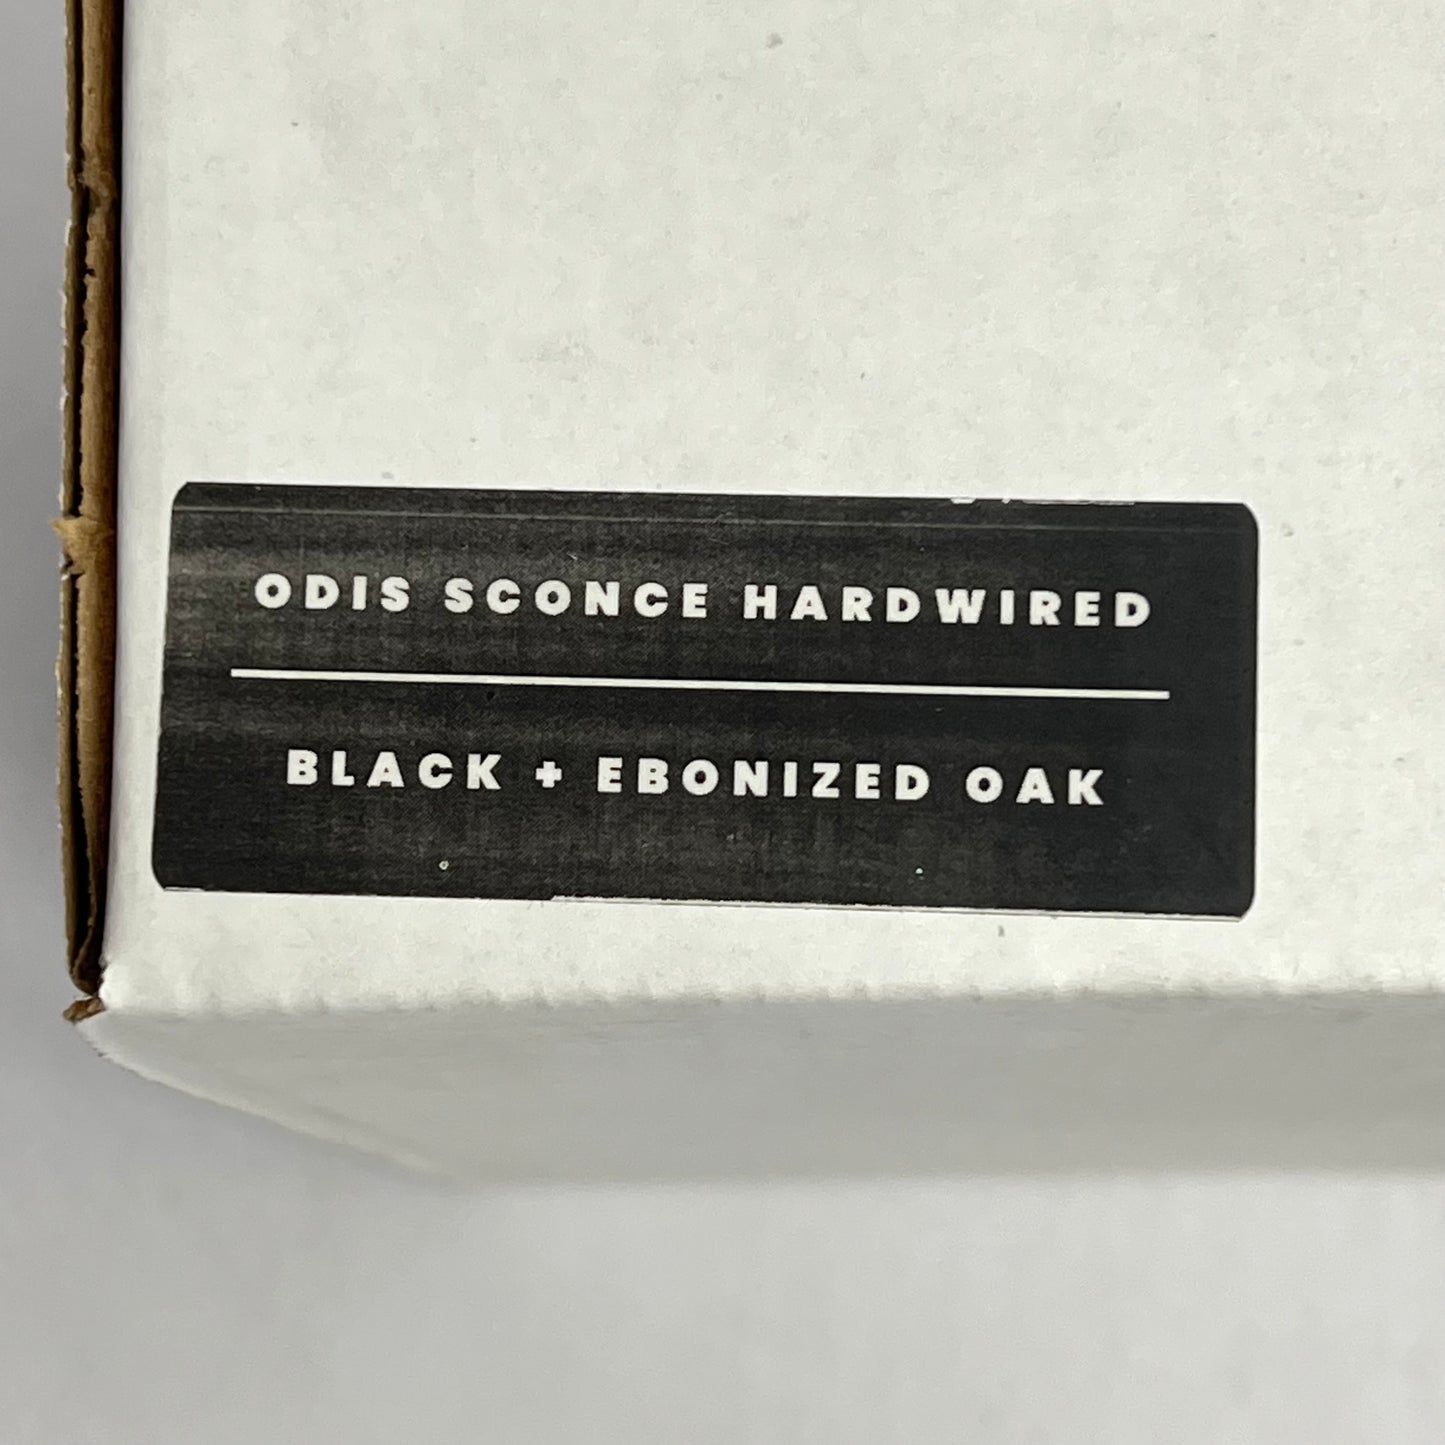 ODIS SCONCE HARDWIRED
BLACK + EBONIZED OAK